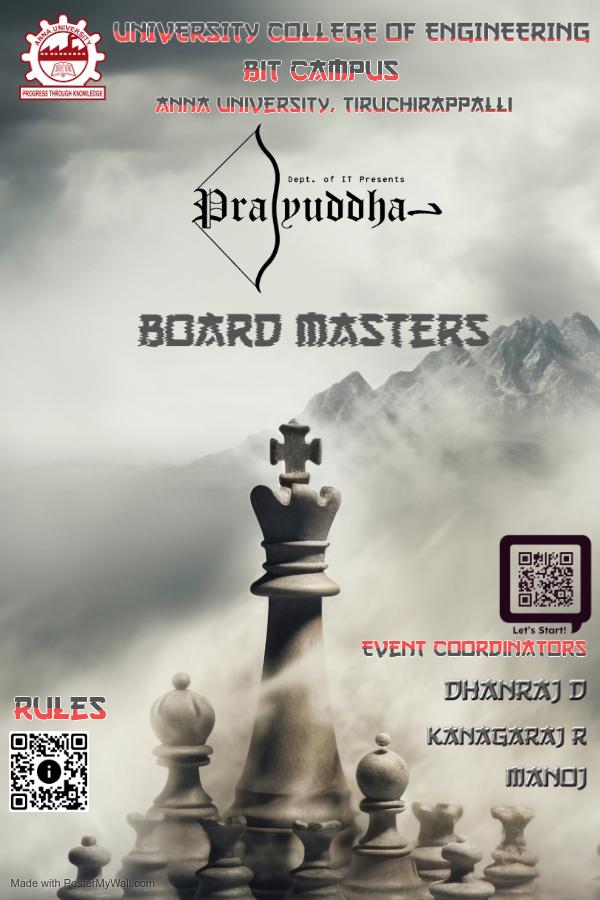 UNIVERSITY COLLEGE OF ENGINEERING
BIT CAMPUS
ANNA UNIVERSITY, TIRUCHIRAPPALLI
ANNA UNIVERSITY
PROGRESS THROUGH KNOWLEDGE
Dept. of IT Presents
Pratyuddha
BOARD MASTERS
Let's Start!
EVENT COORDINATORS
DHANRAJ D
KANAGARAJ R
MANOJ
RULES
Made with PosterMyWall.com